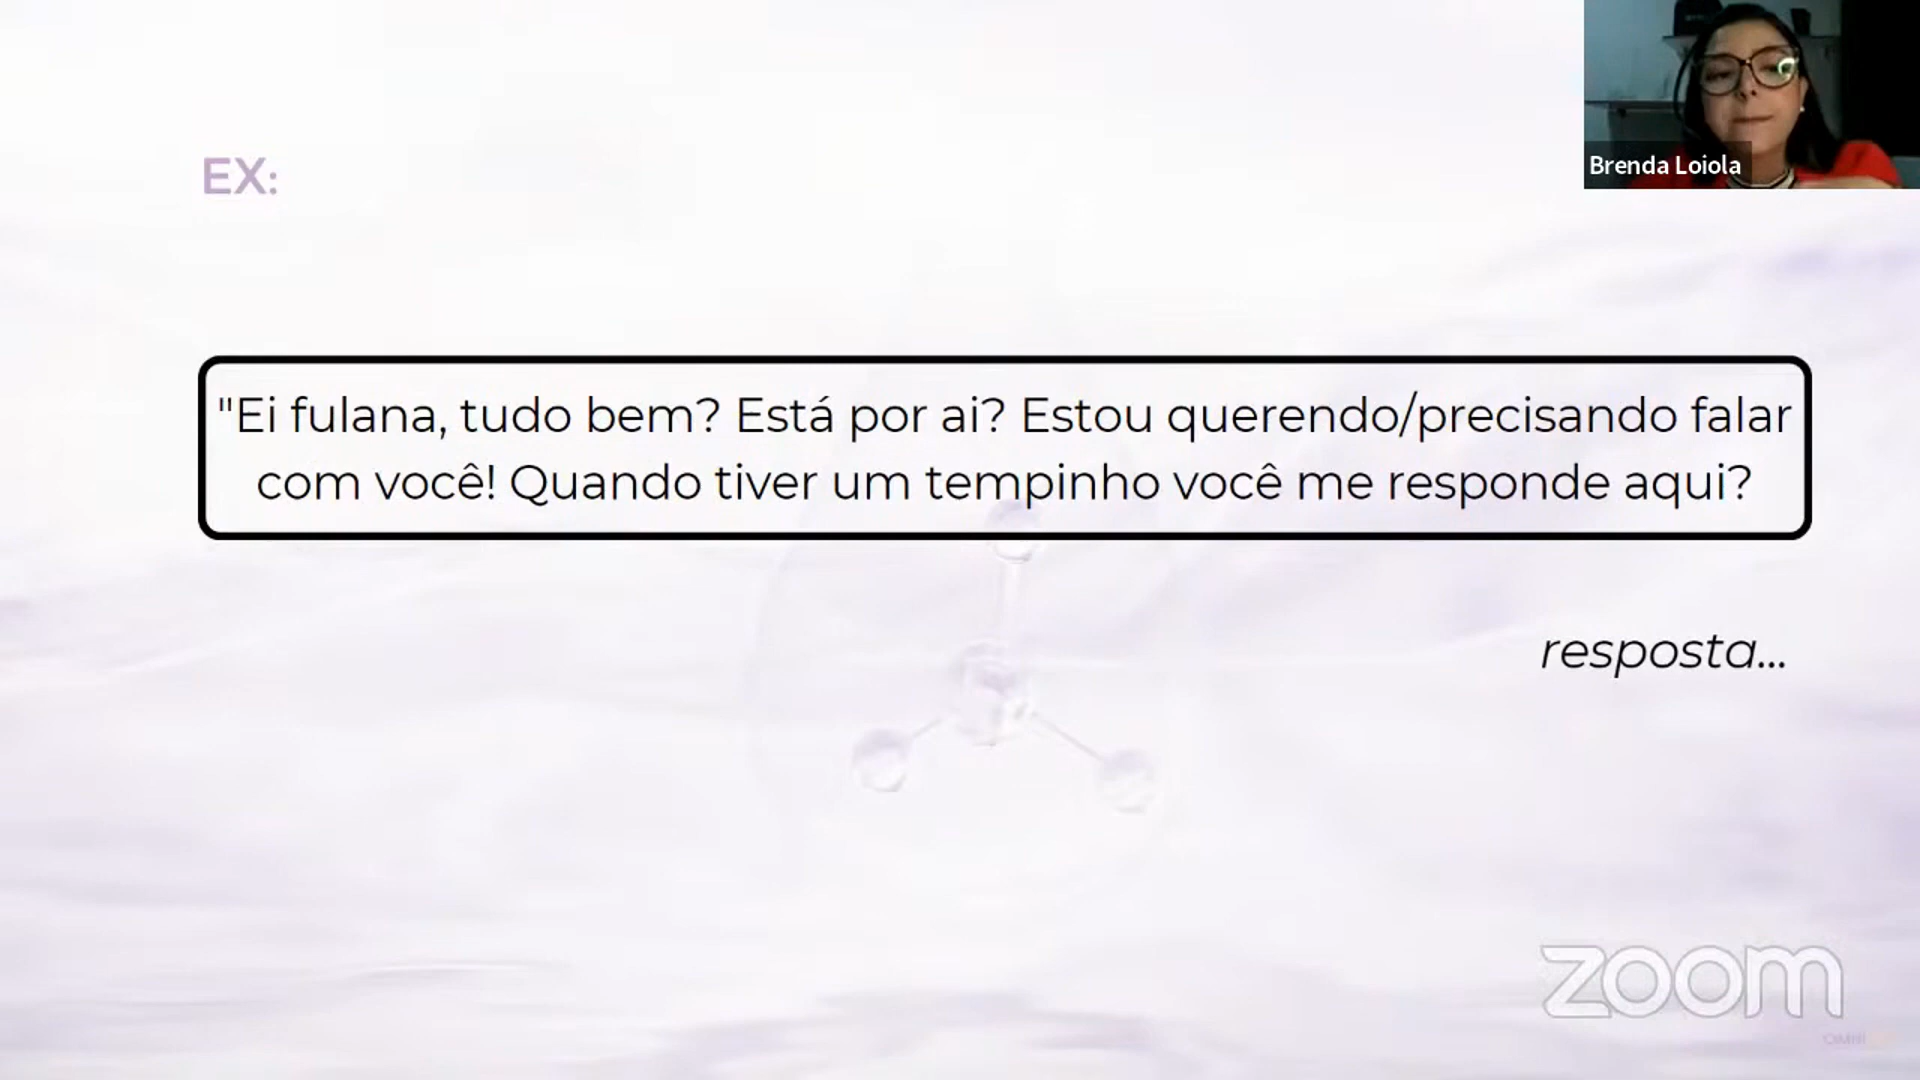 Brenda Loiola
EX:
"Ei fulana, tudo bem? Está por ai? Estou querendo/precisando falar
com você! Quando tiver um tempinho você me responde aqui?
resposta...
zoom